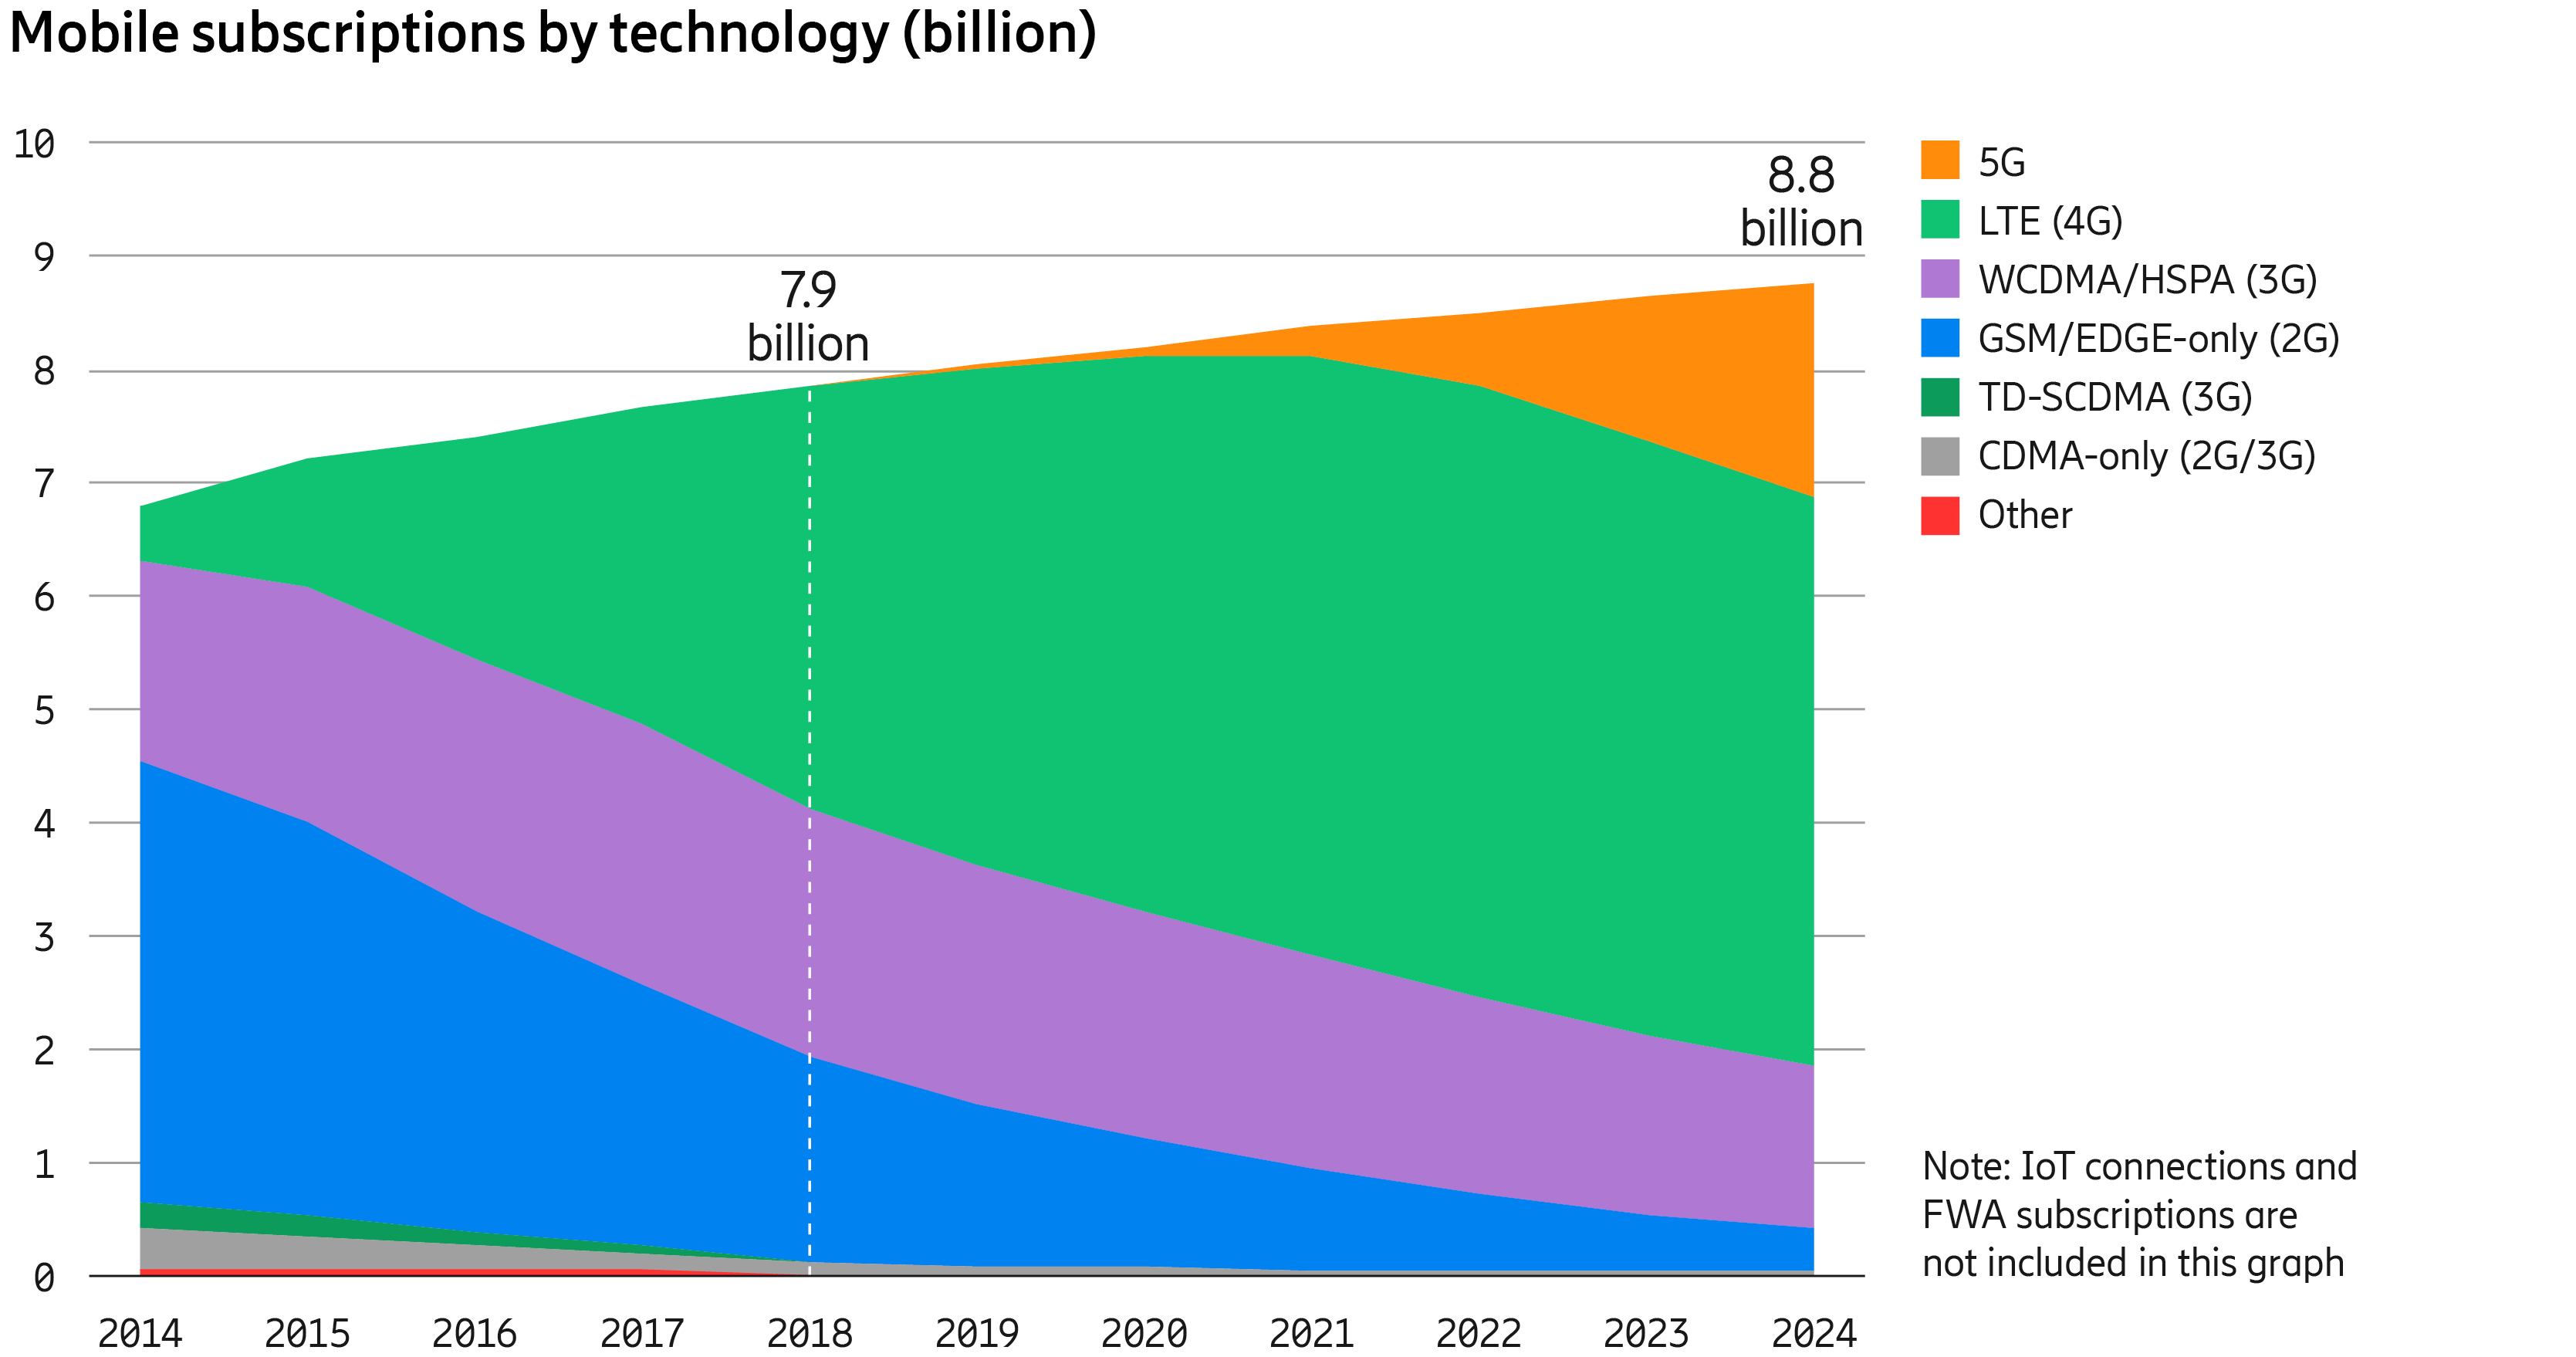 Mobile subscriptions by technology (billion)
10
9
8
7
6
5
4
3
2
1
0
7.9
billion
8.8
billion
2014 2015 2016 2017 2018 2019 2020 2021 2022 2023 2024
5G
LTE (4G)
WCDMA/HSPA (3G)
GSM/EDGE-only (2G)
TD-SCDMA (3G)
CDMA-only (2G/3G)
Other
Note: IoT connections and
FWA subscriptions are
not included in this graph